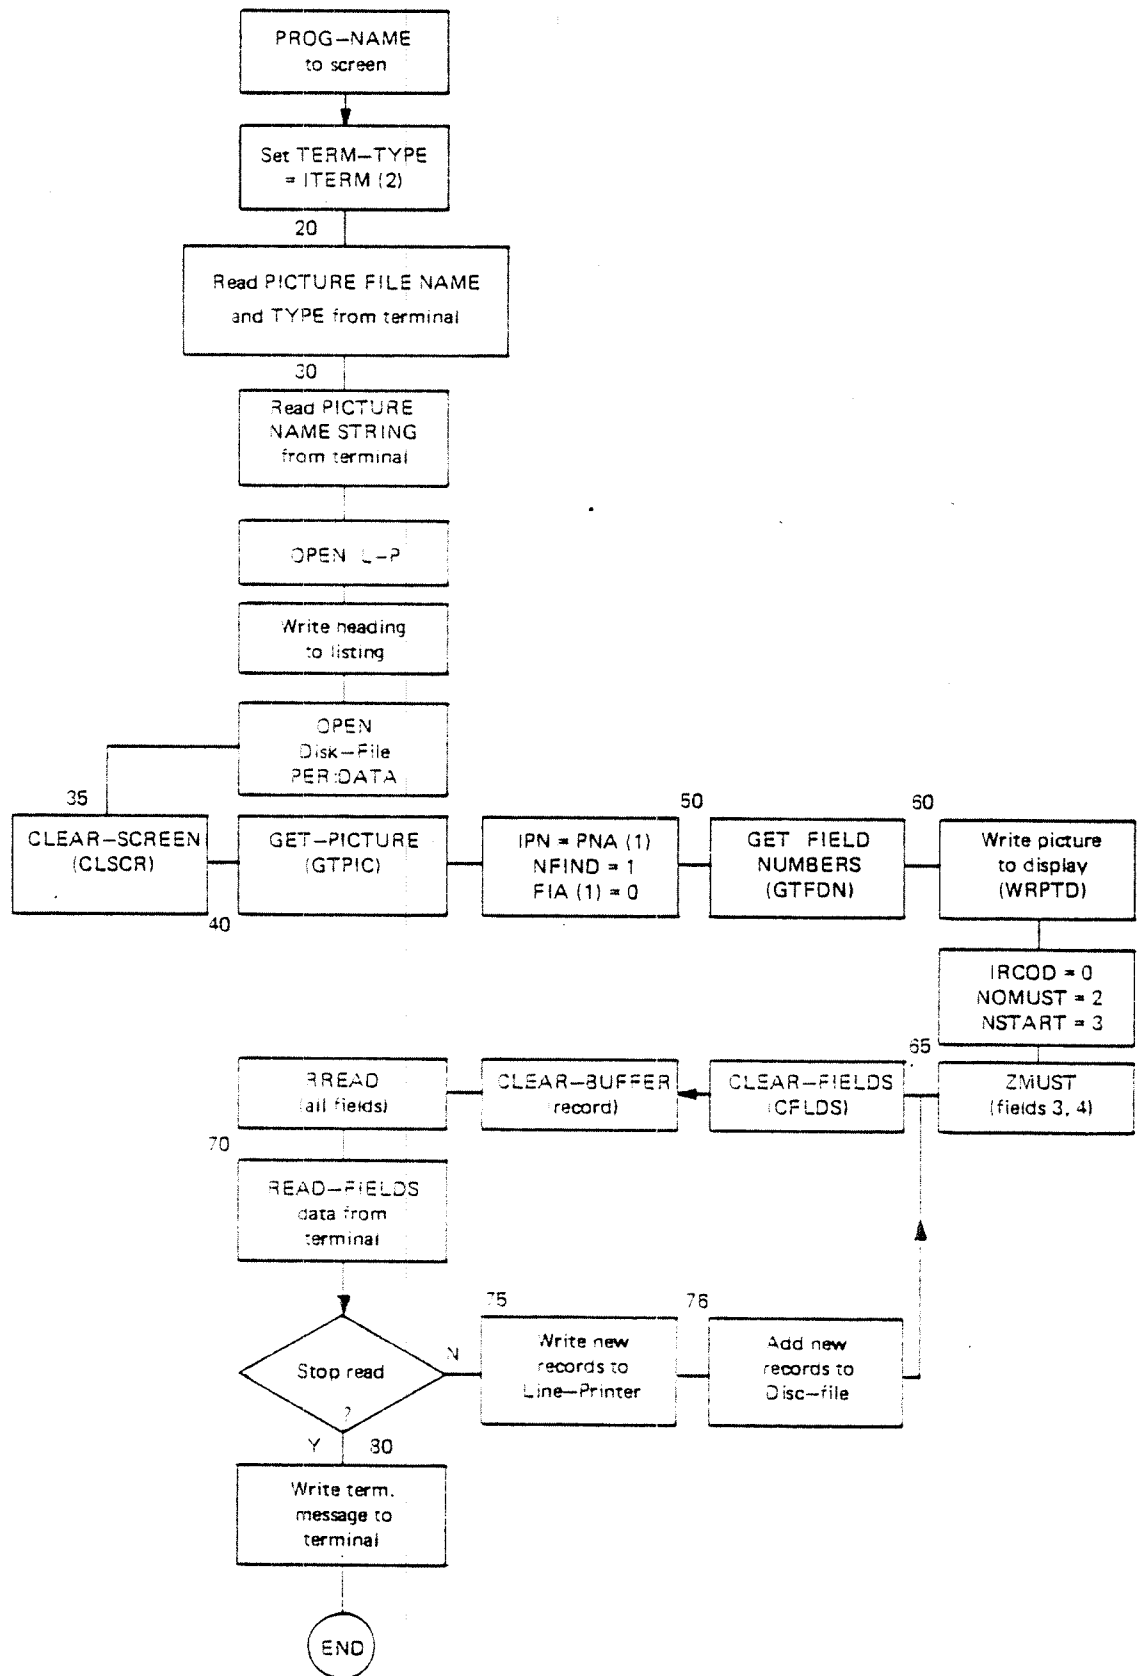 PROG–NAME
to screen
Set TERM–TYPE
= ITERM (2)
20
Read PICTURE FILE NAME
and TYPE from terminal
30
Read PICTURE
NAME STRING
from terminal
OPEN L–P
Write heading
to listing
OPEN
Disk–File
PER:DATA
35
CLEAR–SCREEN
(CLSCR)
40
GET–PICTURE
(GTPIC)
IPN = PNA (1)
NFIND = 1
FIA (1) = 0
50
GET FIELD
NUMBERS
(GTFDN)
60
Write picture
to display
(WRPTD)
IRCOD = 0
NOMUST = 2
NSTART = 3
65
ZMUST
(fields 3, 4)
CLEAR–FIELDS
(CFLDS)
CLEAR–BUFFER
(record)
RREAD
(all fields)
70
READ–FIELDS
data from
terminal
Stop read
?
N
75
Write new
records to
Line–Printer
76
Add new
records to
Disc–file
Y
80
Write term.
message to
terminal
END